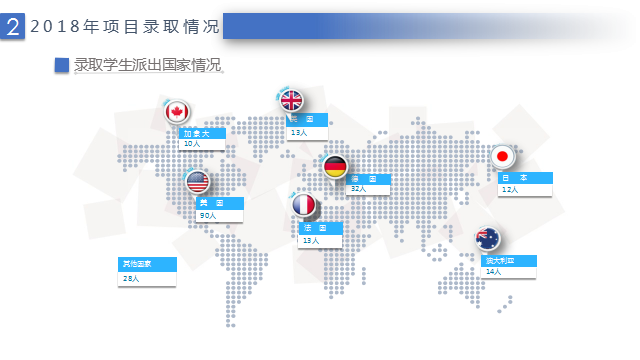 2 2018年项目录取情况
录取学生派出国家情况
加拿大
10人
英 国
13人
美 国
90人
德 国
32人
法 国
13人
日 本
12人
澳大利亚
14人
其他国家
28人